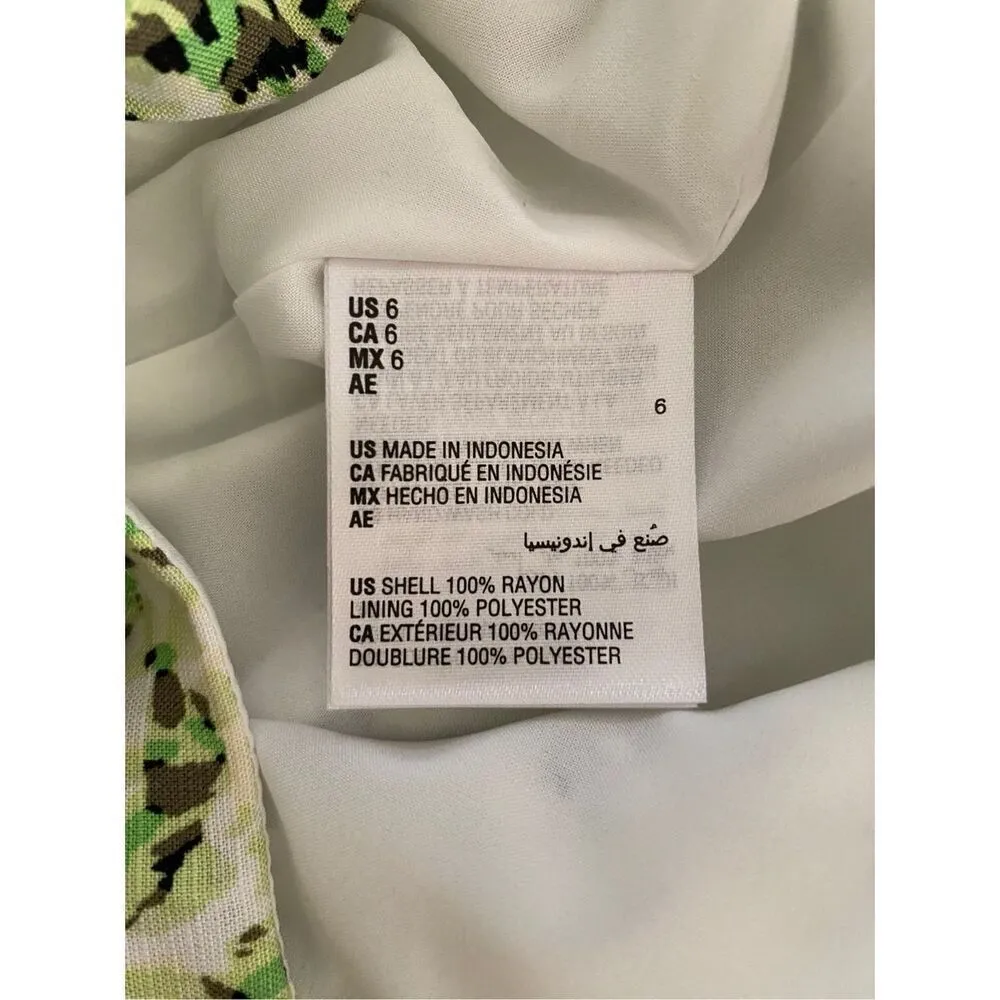 US 6
CA 6
MX 6
AE
6
US MADE IN INDONESIA
CA FABRIQUÉ EN INDONÉSIE
MX HECHO EN INDONESIA
AE
صُنع في إندونيسيا
US SHELL 100% RAYON
LINING 100% POLYESTER
CA EXTÉRIEUR 100% RAYONNE
DOUBLURE 100% POLYESTER